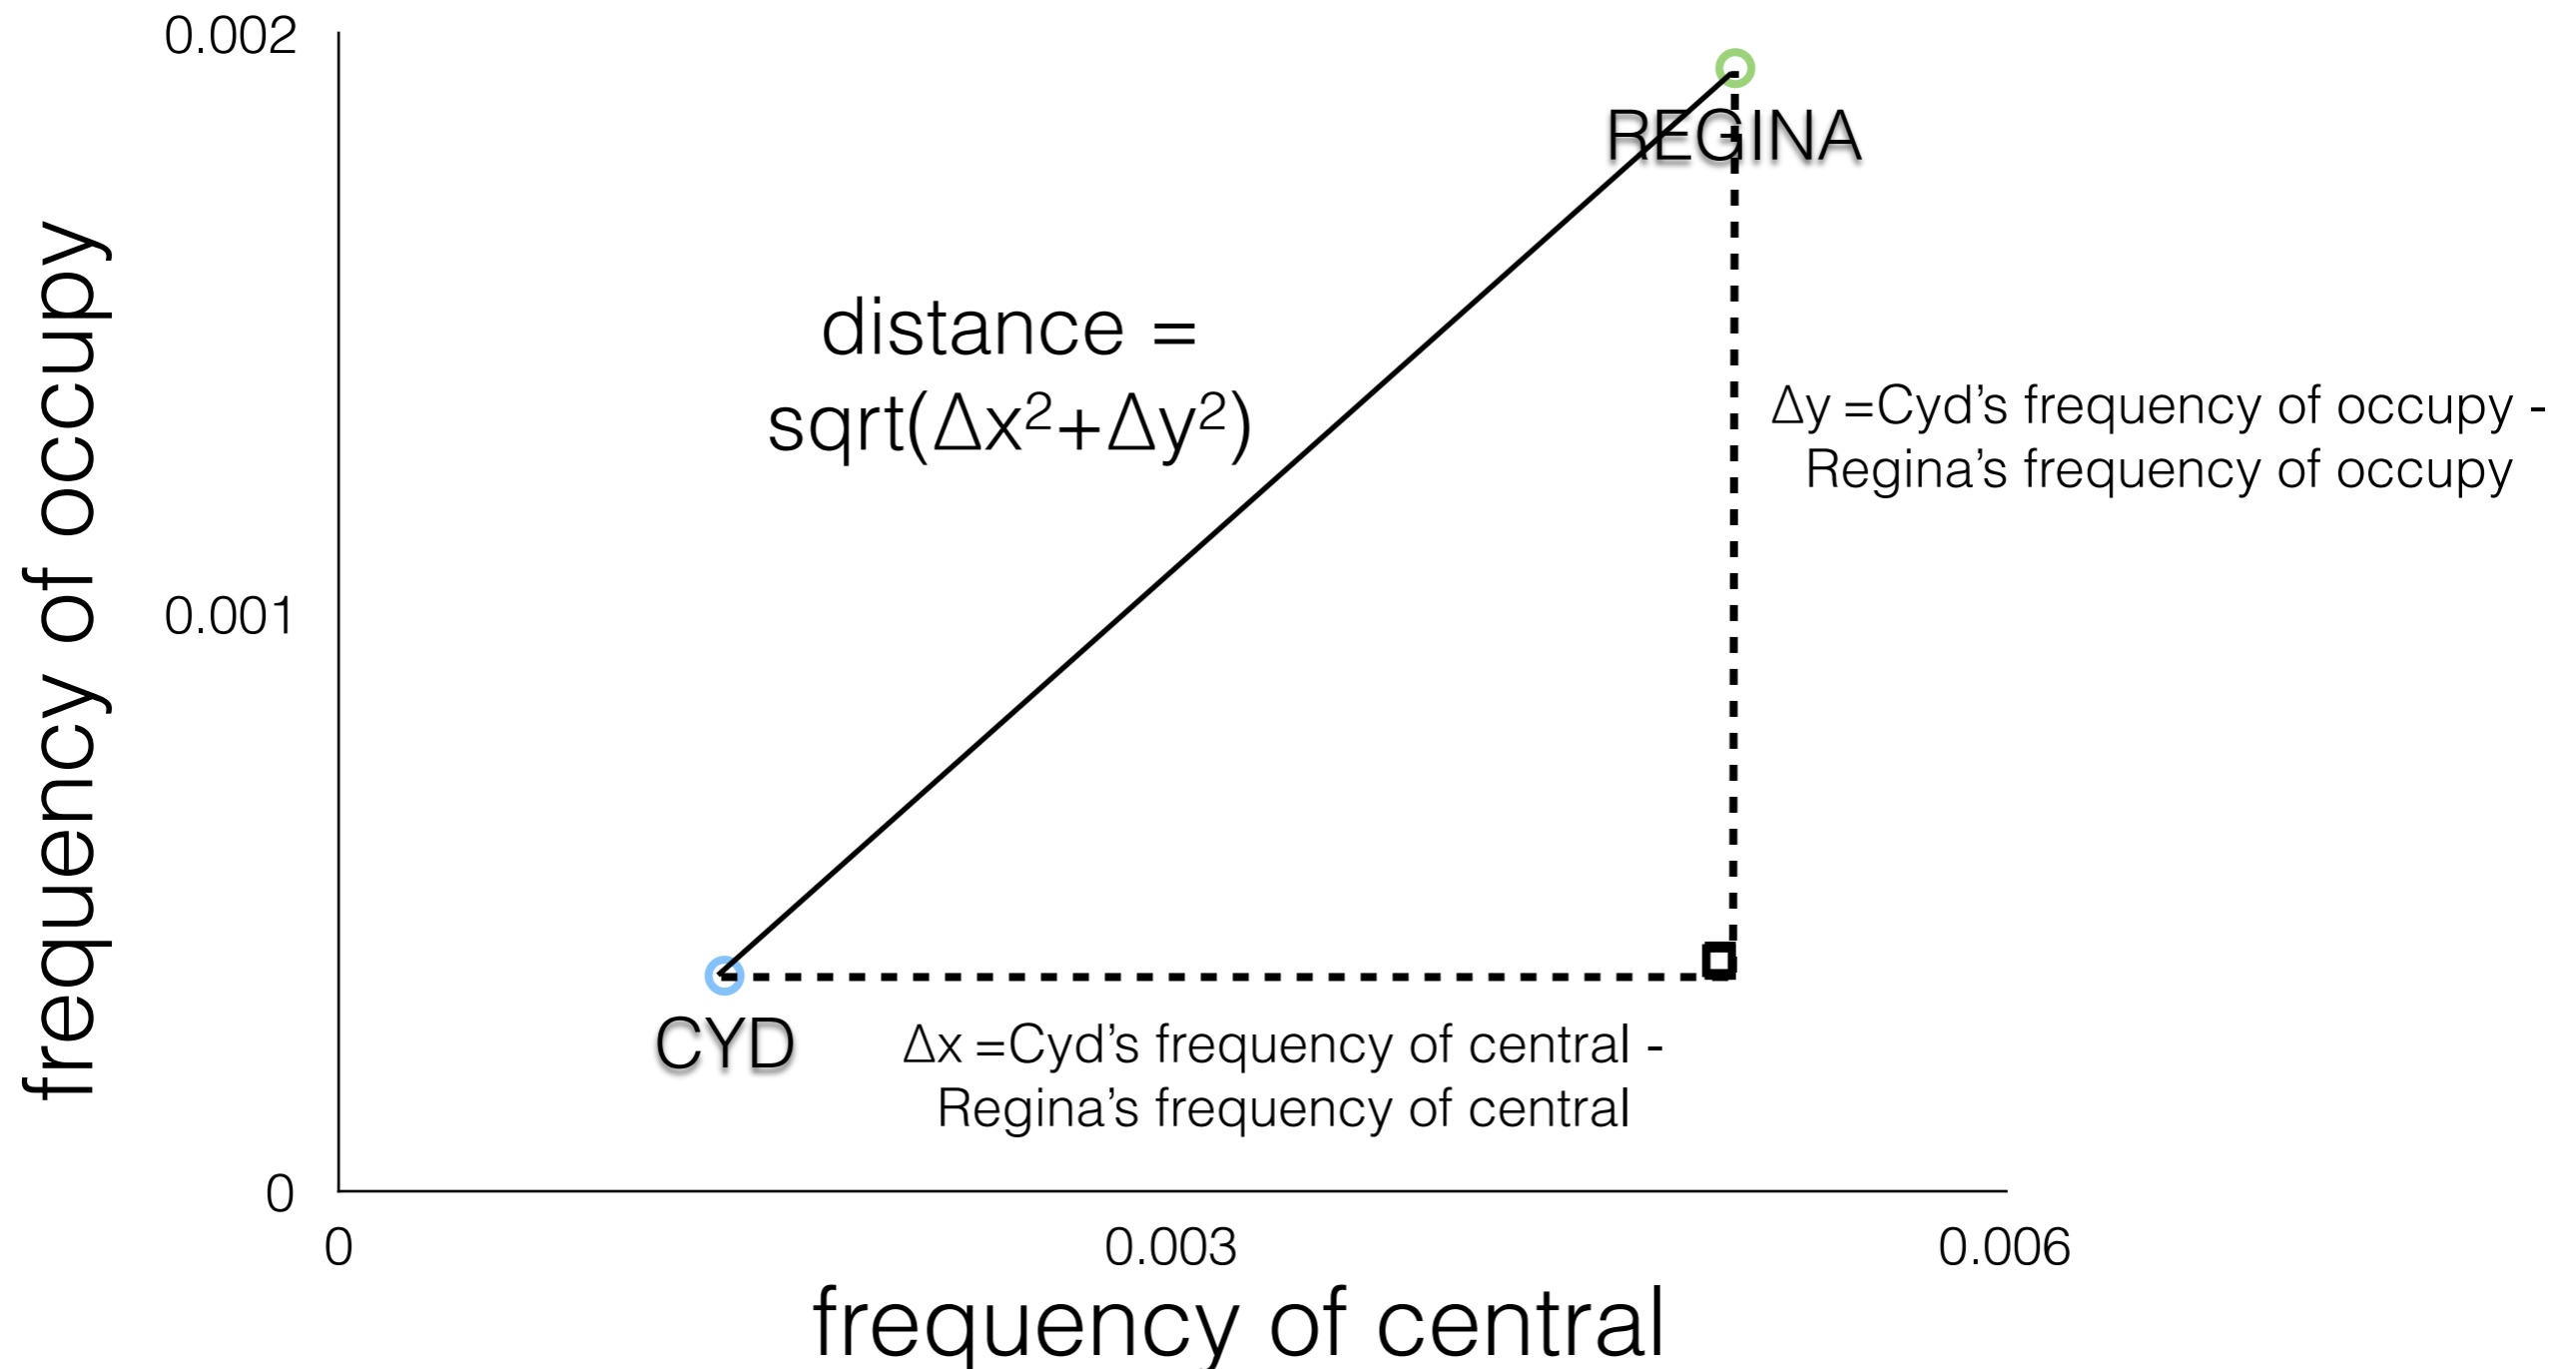 0.002
REGINA
distance =
sqrt(Δx²+Δy²)
Δy =Cyd’s frequency of occupy -
Regina’s frequency of occupy
frequency of occupy
0.001
CYD
Δx =Cyd’s frequency of central -
Regina’s frequency of central
0
0
0.003
0.006
frequency of central